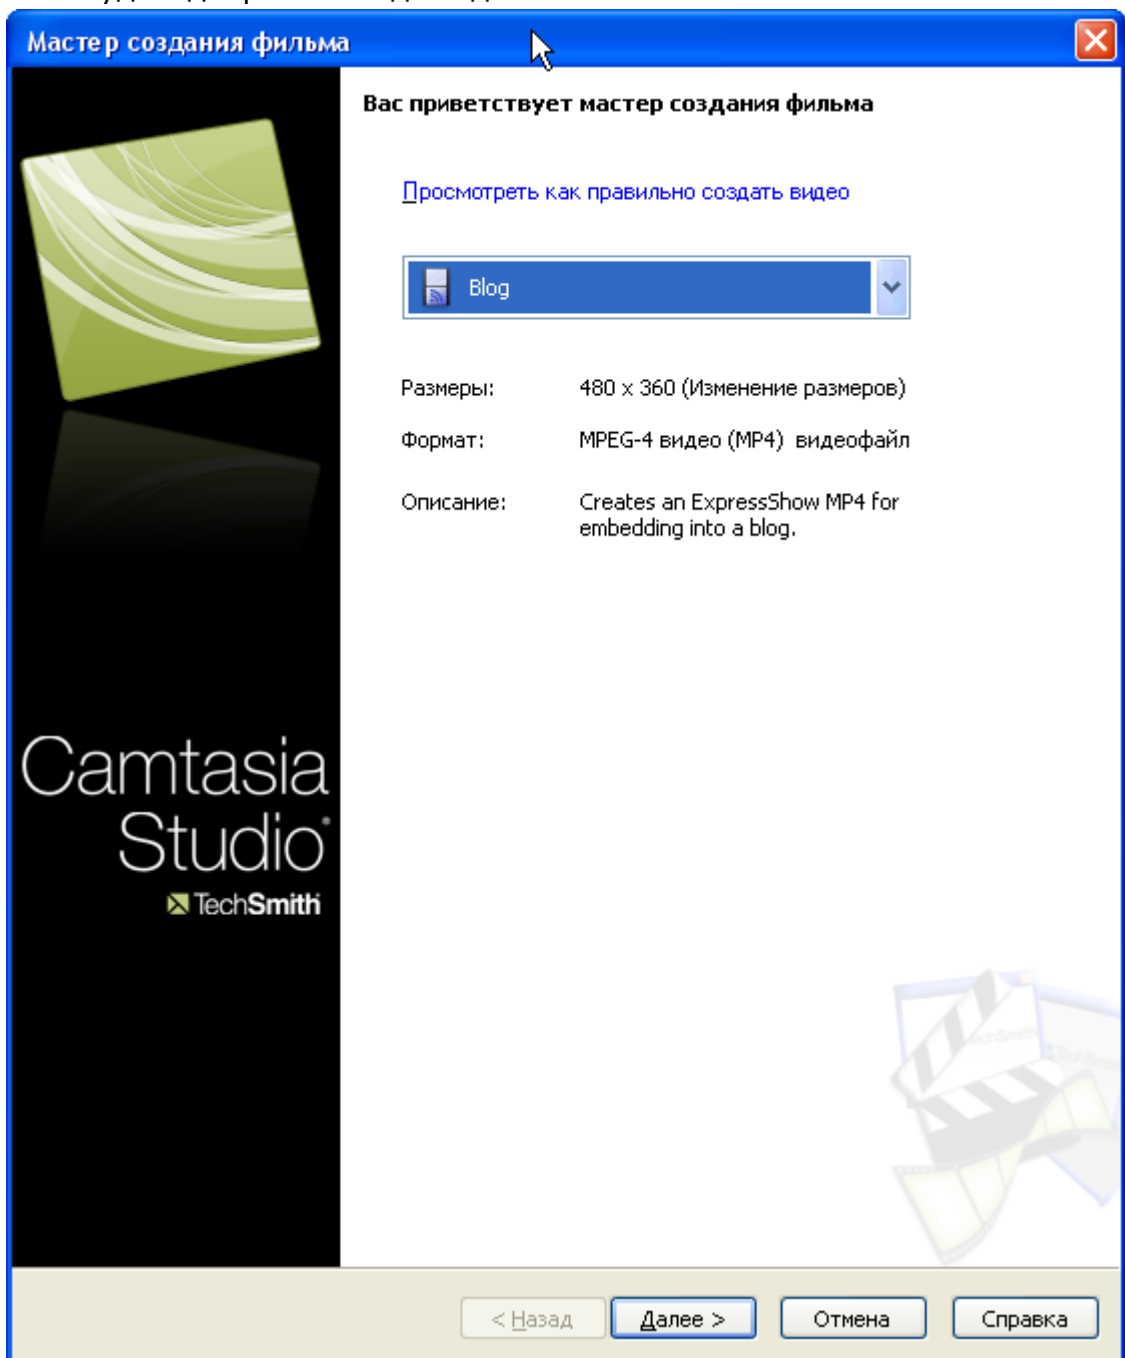 Мастер создания фильма
Вас приветствует мастер создания фильма
Просмотреть как правильно создать видео
Blog
Размеры: 480 x 360 (Изменение размеров)
Формат: MPEG-4 видео (MP4) видеофайл
Описание: Creates an ExpressShow MP4 for
embedding into a blog.
Camtasia
Studio
TechSmith
TechSmith
< Назад Далее > Отмена Справка